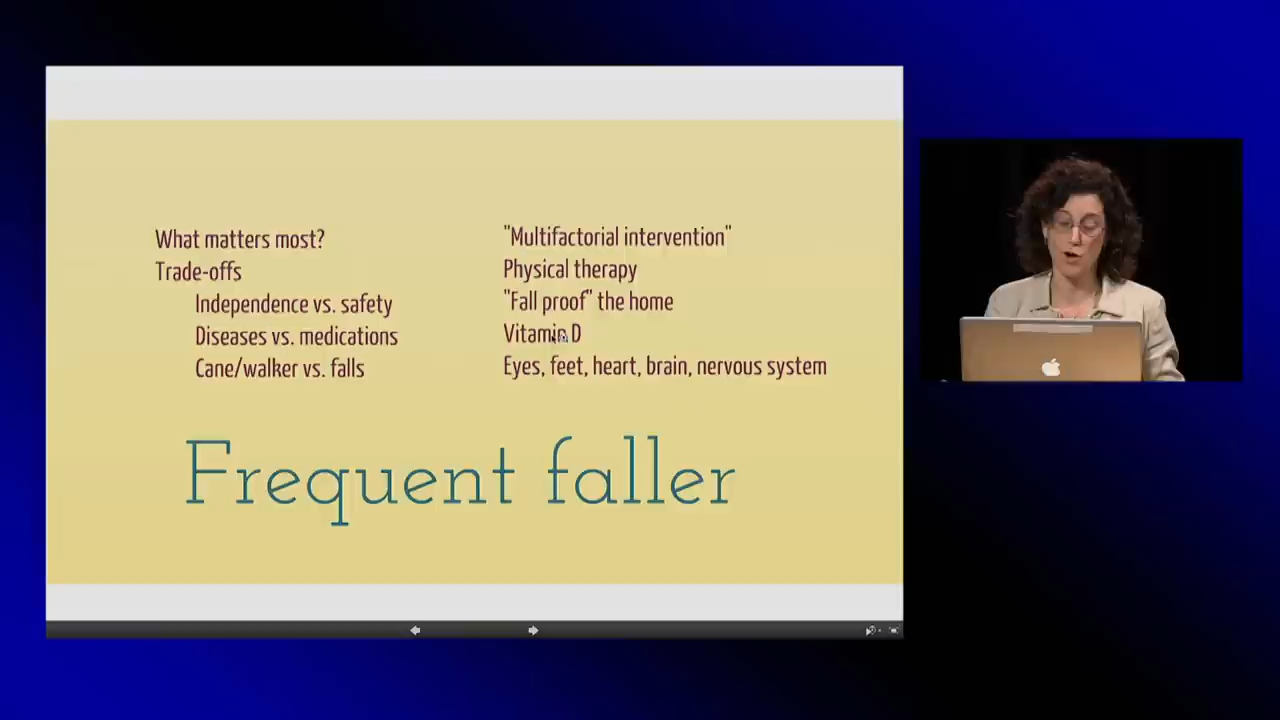 What matters most?
Trade-offs
Independence vs. safety
Diseases vs. medications
Cane/walker vs. falls
"Multifactorial intervention"
Physical therapy
"Fall proof" the home
Vitamin D
Eyes, feet, heart, brain, nervous system
Frequent faller